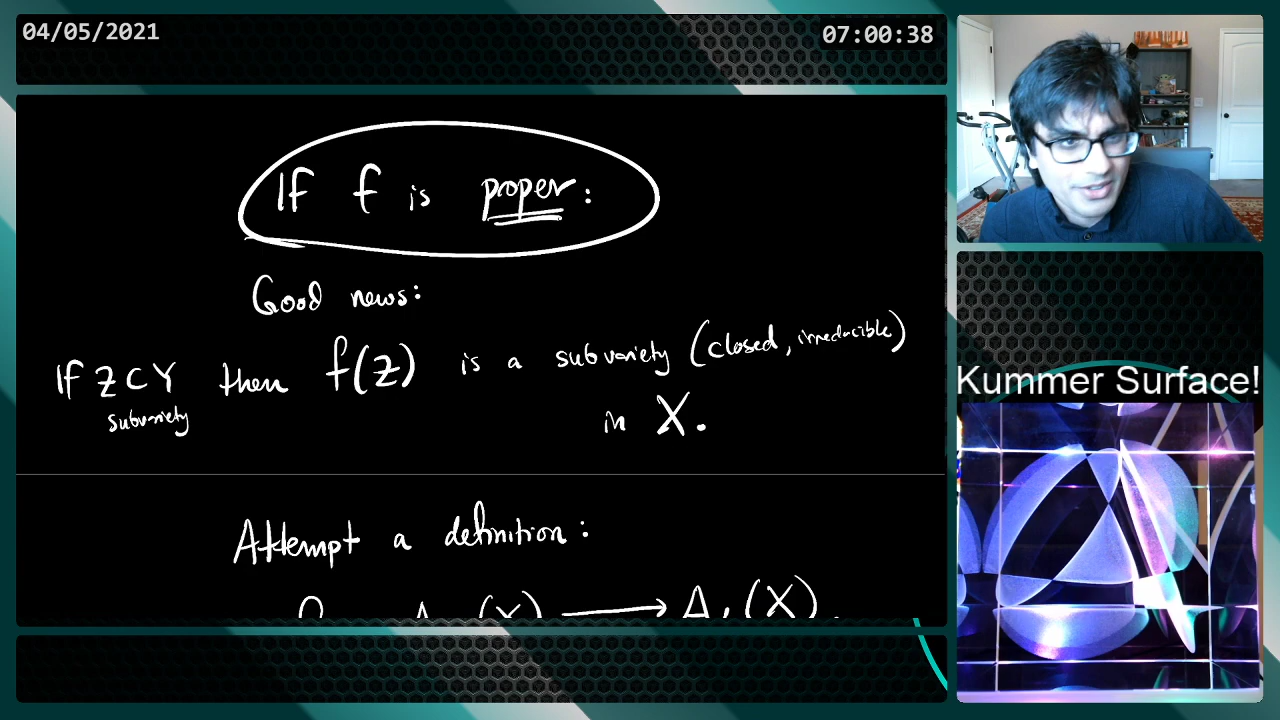 04/05/2021
07:00:38
If f is proper:
Good news:
If Z ⊂ Y then f(Z) is a subvariety (closed, irreducible)
subvariety
in X.
Attempt a definition:
Kummer Surface!